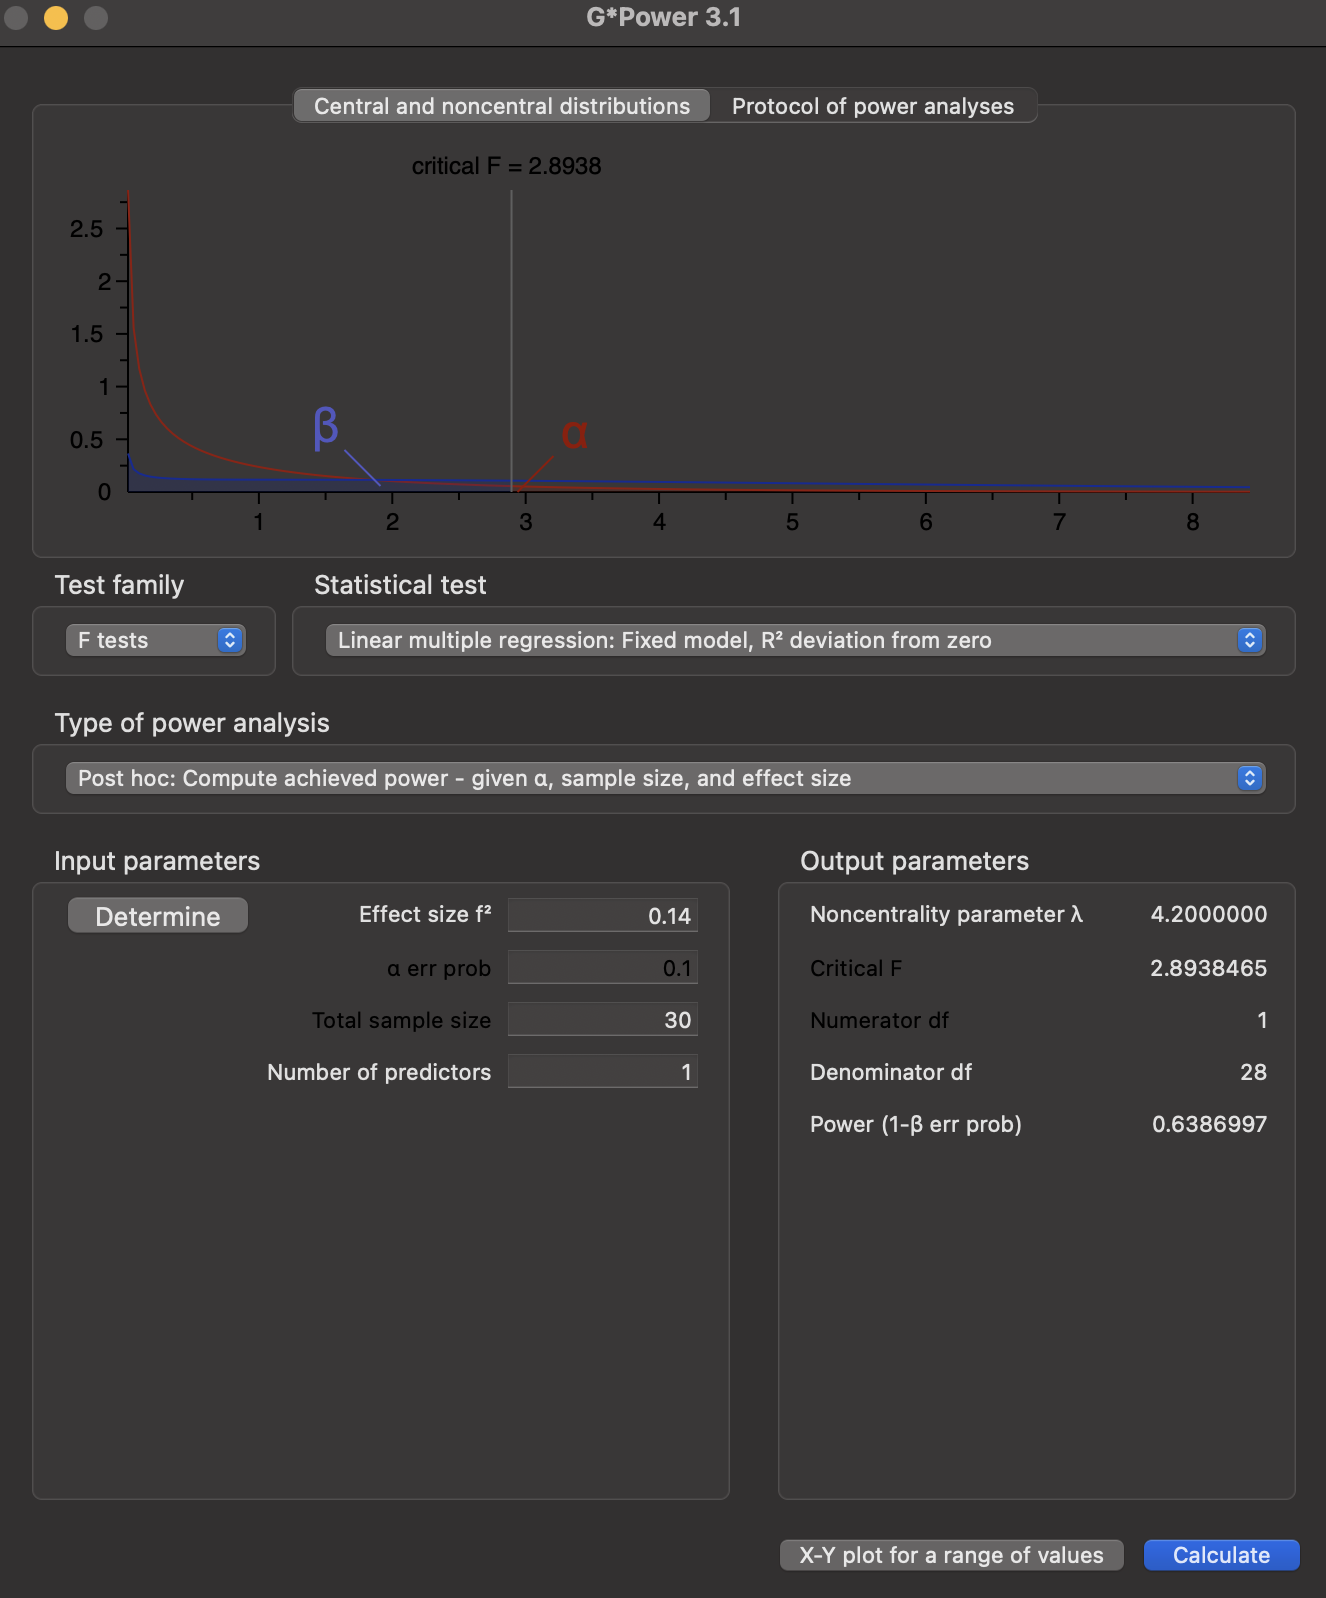 G*Power 3.1
Central and noncentral distributions
Protocol of power analyses
critical F = 2.8938
2.5
2
1.5
1
0.5
0
β
α
1 2 3 4 5 6 7 8
Test family
Statistical test
F tests
Linear multiple regression: Fixed model, R² deviation from zero
Type of power analysis
Post hoc: Compute achieved power - given α, sample size, and effect size
Input parameters
Output parameters
Determine
Effect size f² 0.14
α err prob 0.1
Total sample size 30
Number of predictors 1
Noncentrality parameter λ 4.2000000
Critical F 2.8938465
Numerator df 1
Denominator df 28
Power (1-β err prob) 0.6386997
X-Y plot for a range of values
Calculate